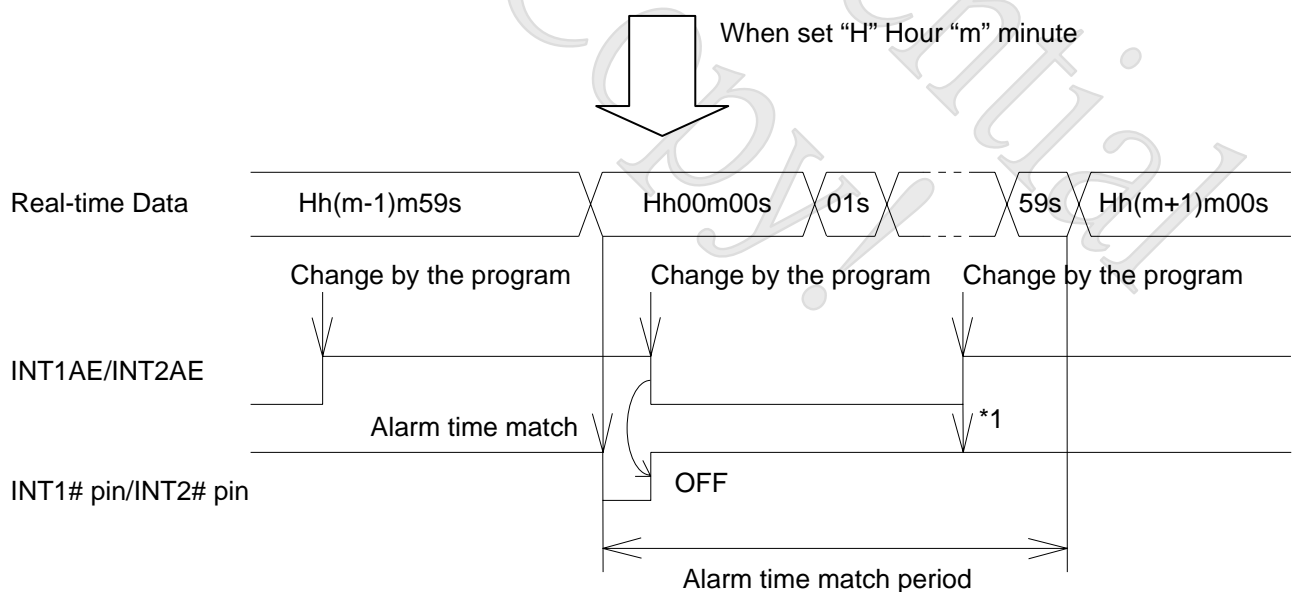 When set “H” Hour “m” minute
Real-time Data Hh(m-1)m59s Hh00m00s 01s 59s Hh(m+1)m00s
Change by the program Change by the program Change by the program
INT1AE/INT2AE
Alarm time match *1
INT1# pin/INT2# pin OFF
Alarm time match period
Copy!